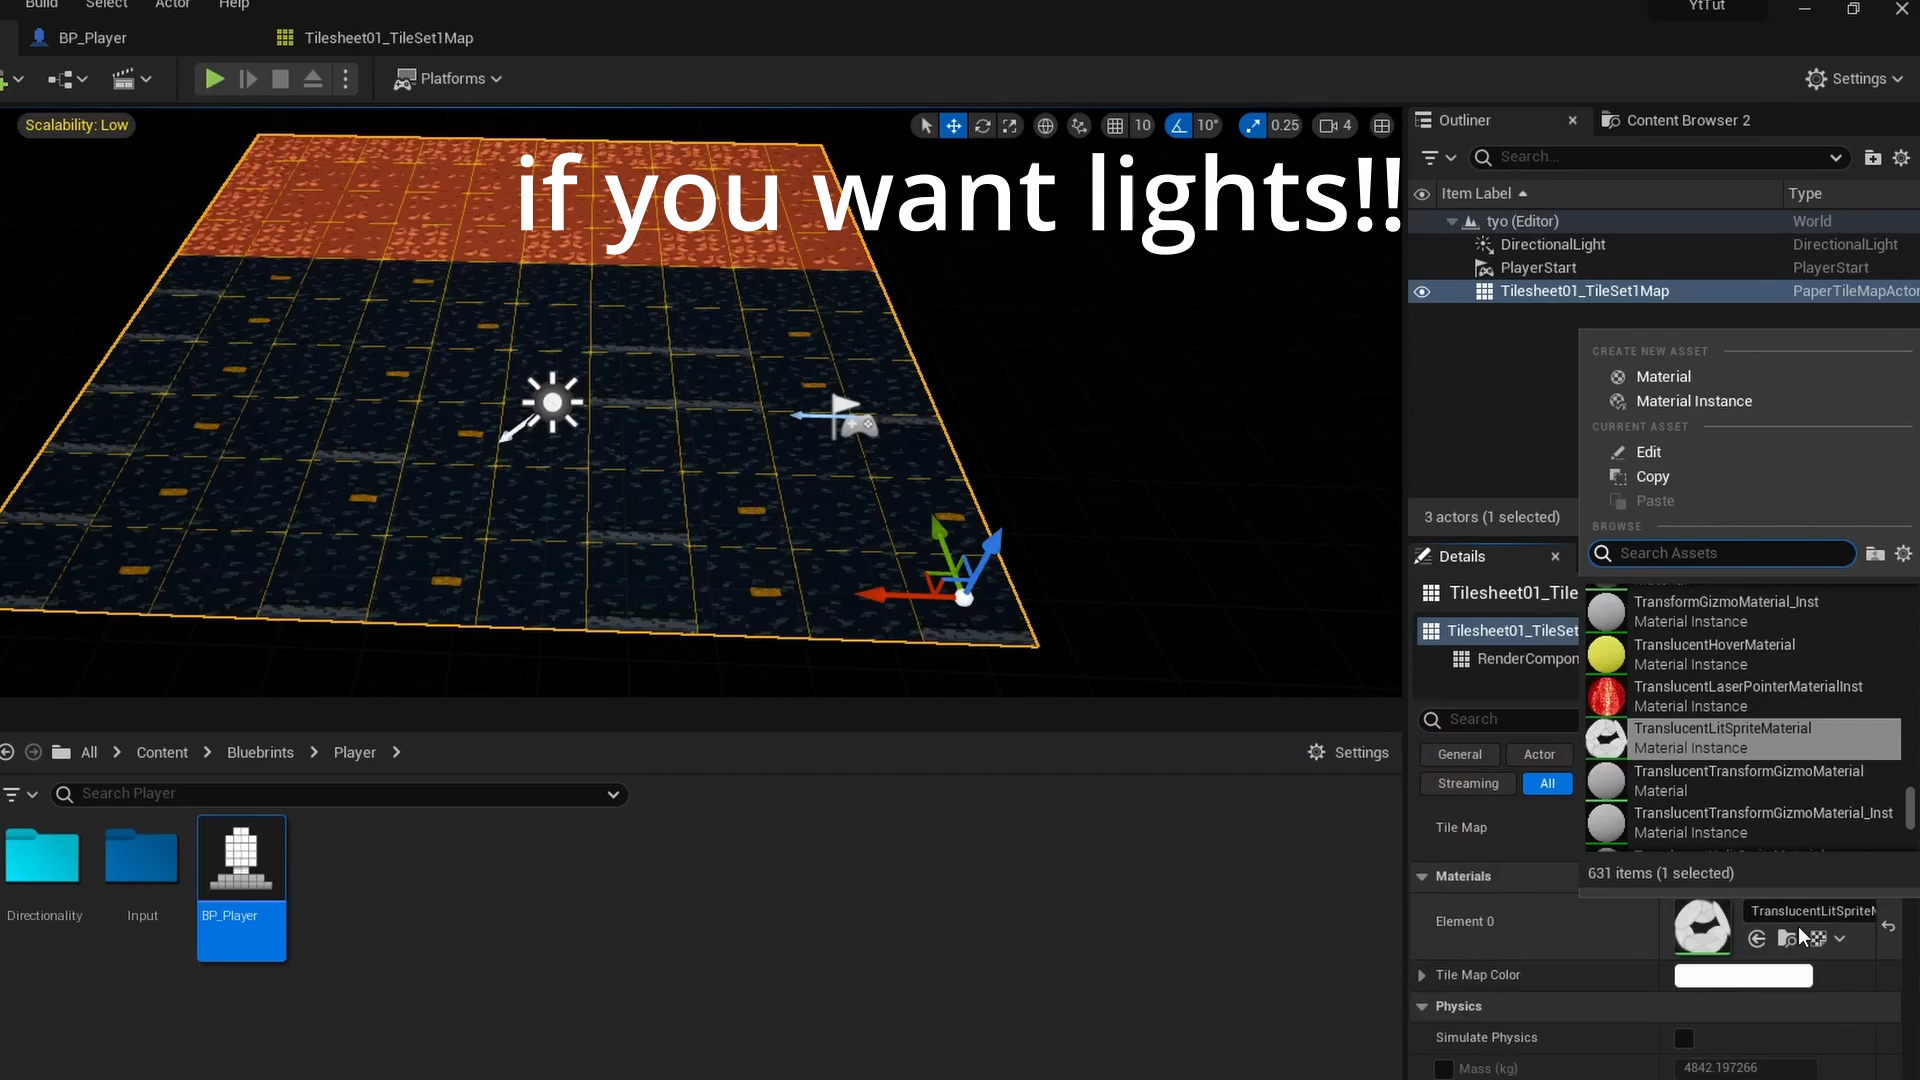 Build Select Actor Help YtTut
BP_Player Tilesheet01_TileSet1Map
Platforms Settings
Scalability: Low 10 10° 0.25 4
if you want lights!!
Outliner Content Browser 2
Search...
Item Label Type
tyo (Editor) World
DirectionalLight DirectionalLight
PlayerStart PlayerStart
Tilesheet01_TileSet1Map PaperTileMapActor
CREATE NEW ASSET
Material
Material Instance
CURRENT ASSET
Edit
Copy
Paste
BROWSE
Search Assets
TransformGizmoMaterial_Inst
Material Instance
TranslucentHoverMaterial
Material Instance
TranslucentLaserPointerMaterialInst
Material Instance
TranslucentLitSpriteMaterial
Material Instance
TranslucentTransformGizmoMaterial
Material
TranslucentTransformGizmoMaterial_Inst
Material Instance
631 items (1 selected)
3 actors (1 selected)
Details
Tilesheet01_Tile
Tilesheet01_TileSet
RenderCompon
Search
General Actor
Streaming All
Tile Map
Materials
Element 0 TranslucentLitSpriteM
Tile Map Color
Physics
Simulate Physics
Mass (kg) 4842.197266
All Content Bluebrints Player Settings
Search Player
Directionality Input BP_Player